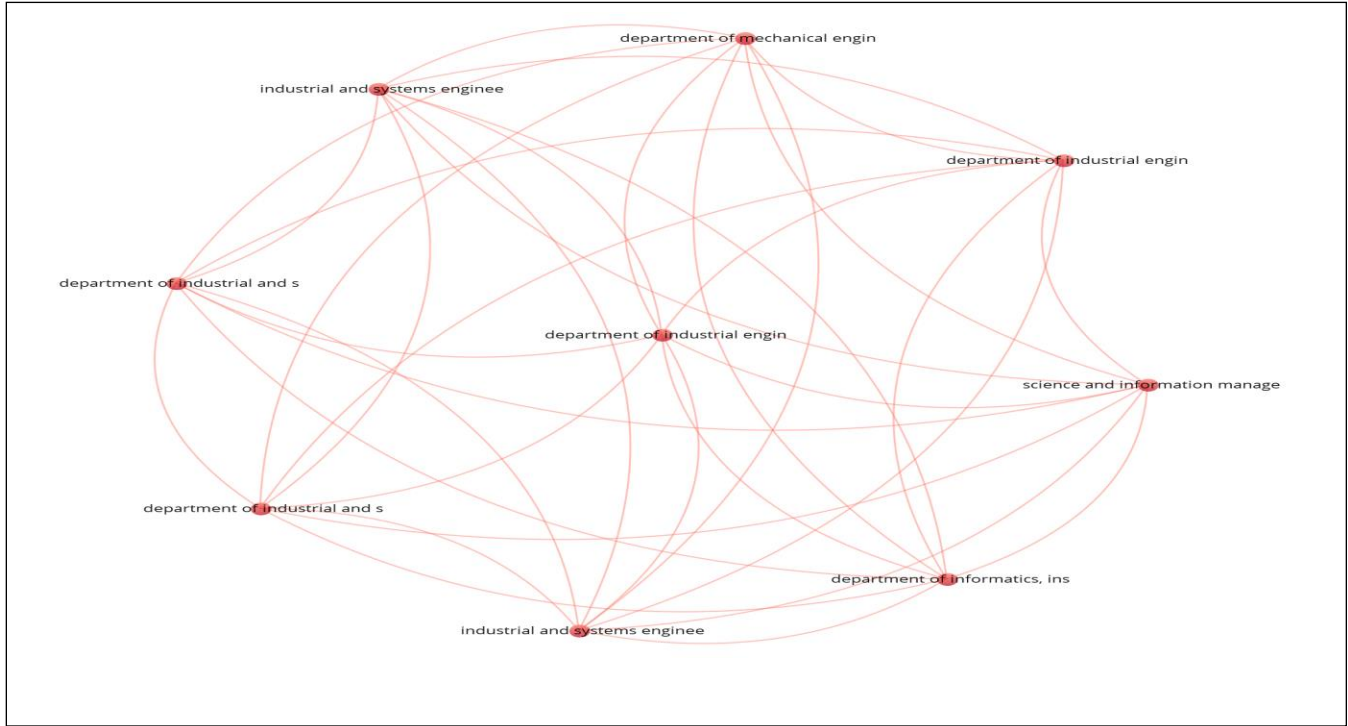 department of mechanical engin
industrial and systems enginee
department of industrial engin
department of industrial and s
department of industrial engin
science and information manage
department of industrial and s
department of informatics, ins
industrial and systems enginee